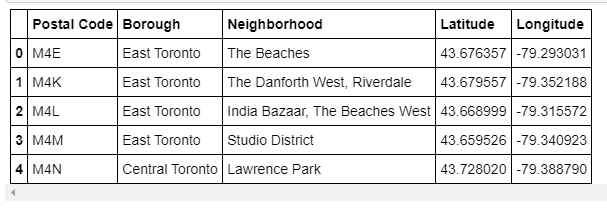 Postal Code Borough Neighborhood Latitude Longitude
0 M4E East Toronto The Beaches 43.676357 -79.293031
1 M4K East Toronto The Danforth West, Riverdale 43.679557 -79.352188
2 M4L East Toronto India Bazaar, The Beaches West 43.668999 -79.315572
3 M4M East Toronto Studio District 43.659526 -79.340923
4 M4N Central Toronto Lawrence Park 43.728020 -79.388790